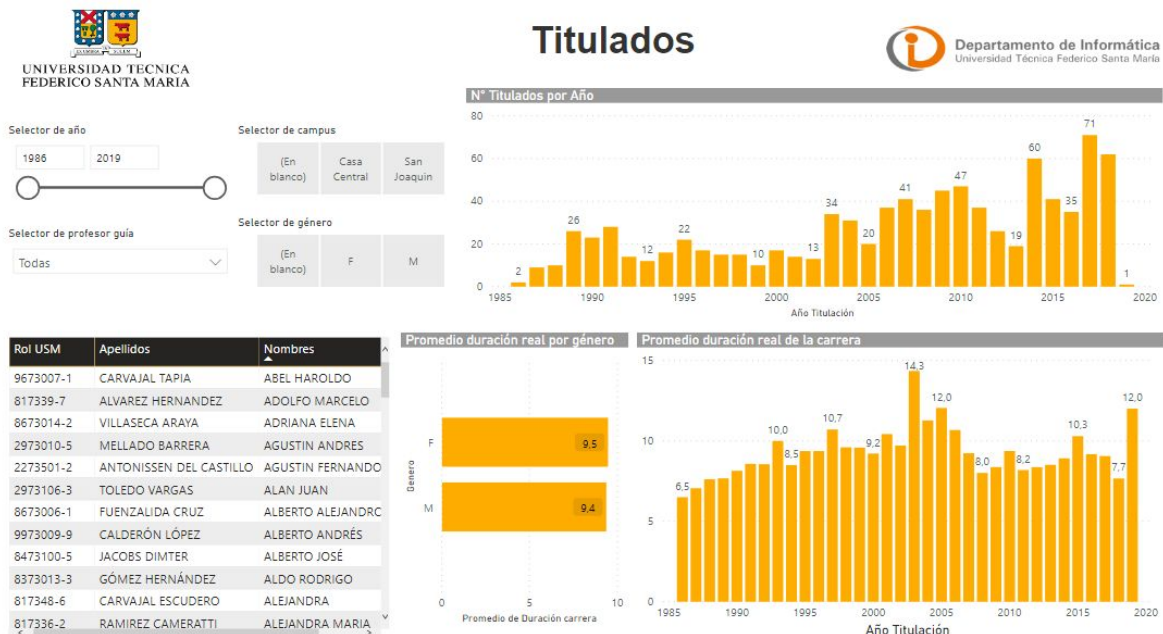 UNIVERSIDAD TECNICA
FEDERICO SANTA MARIA
Titulados
Departamento de Informática
Universidad Técnica Federico Santa María
Selector de año
1986 2019
Selector de campus
(En blanco) Casa Central San Joaquin
Selector de profesor guía
Todas
Selector de género
(En blanco) F M
N° Titulados por Año
80
60
40
20
0
2 26 12 22 10 13 34 20 41 47 19 60 35 71 1
1985 1990 1995 2000 2005 2010 2015 2020
Año Titulación
Rol USM Apellidos Nombres
9673007-1 CARVAJAL TAPIA ABEL HAROLDO
817339-7 ALVAREZ HERNANDEZ ADOLFO MARCELO
8673014-2 VILLASECA ARAYA ADRIANA ELENA
2973010-5 MELLADO BARRERA AGUSTIN ANDRES
2273501-2 ANTONISSEN DEL CASTILLO AGUSTIN FERNANDO
2973106-3 TOLEDO VARGAS ALAN JUAN
8673006-1 FUENZALIDA CRUZ ALBERTO ALEJANDRO
9973009-9 CALDERÓN LÓPEZ ALBERTO ANDRÉS
8473100-5 JACOBS DIMTER ALBERTO JOSÉ
8373013-3 GÓMEZ HERNÁNDEZ ALDO RODRIGO
817348-6 CARVAJAL ESCUDERO ALEJANDRA
817336-2 RAMIREZ CAMERATTI ALEJANDRA MARIA
Promedio duración real por género
Genero
F 9,5
M 9,4
0 5 10
Promedio de Duración carrera
Promedio duración real de la carrera
15
10
5
0
6,5 10,0 8,5 10,7 9,2 14,3 12,0 8,0 8,2 10,3 7,7 12,0
1985 1990 1995 2000 2005 2010 2015 2020
Año Titulación